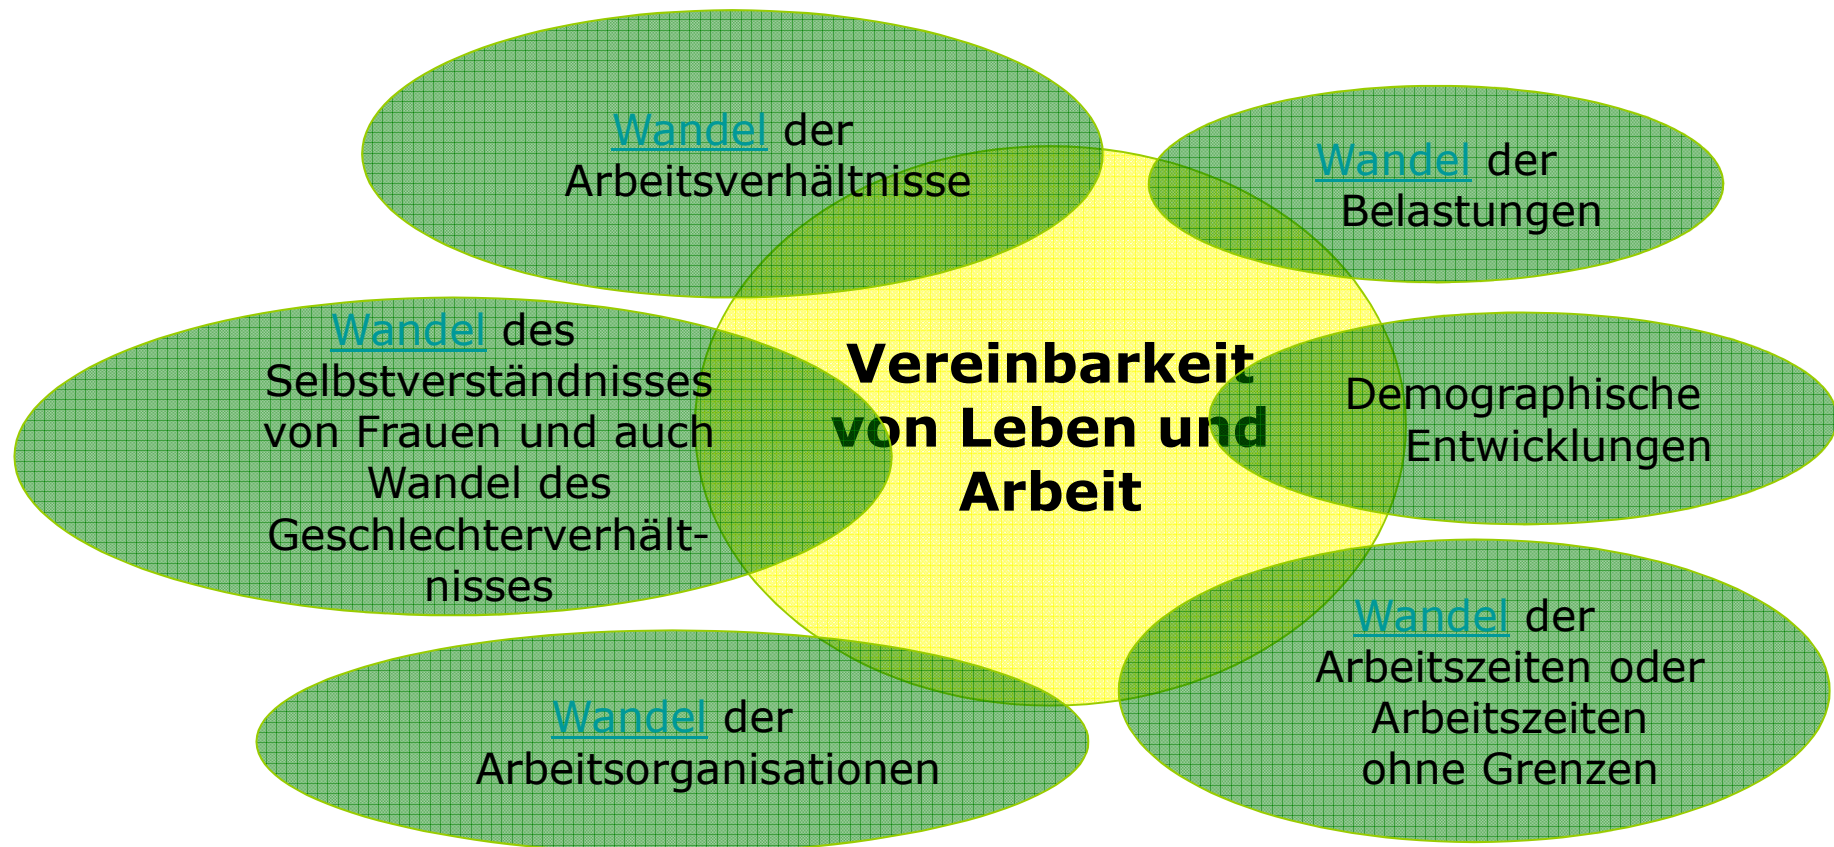 Wandel der
Arbeitsverhältnisse
Wandel der
Belastungen
Wandel des
Selbstverständnisses
von Frauen und auch
Wandel des
Geschlechterverhält-
nisses
Vereinbarkeit
von Leben und
Arbeit
Demographische
Entwicklungen
Wandel der
Arbeitsorganisationen
Wandel der
Arbeitszeiten oder
Arbeitszeiten
ohne Grenzen